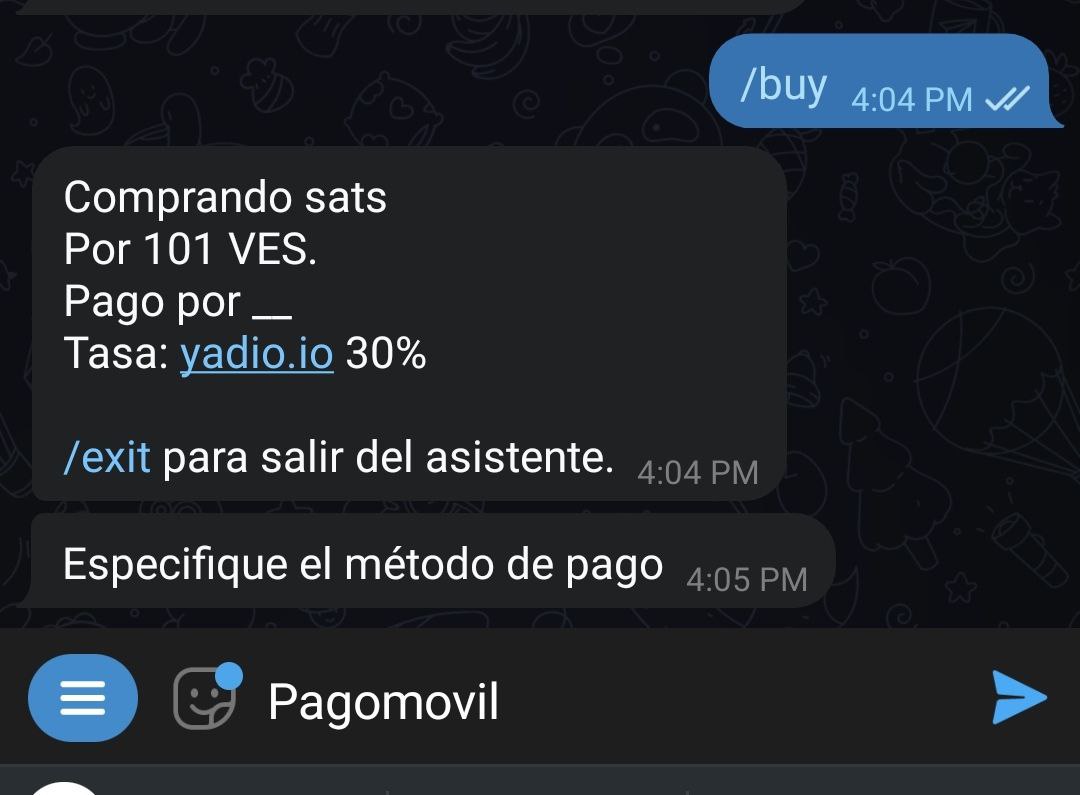 /buy 4:04 PM
Comprando sats
Por 101 VES.
Pago por __
Tasa: yadio.io 30%
/exit para salir del asistente. 4:04 PM
Especifique el método de pago 4:05 PM
Pagomovil